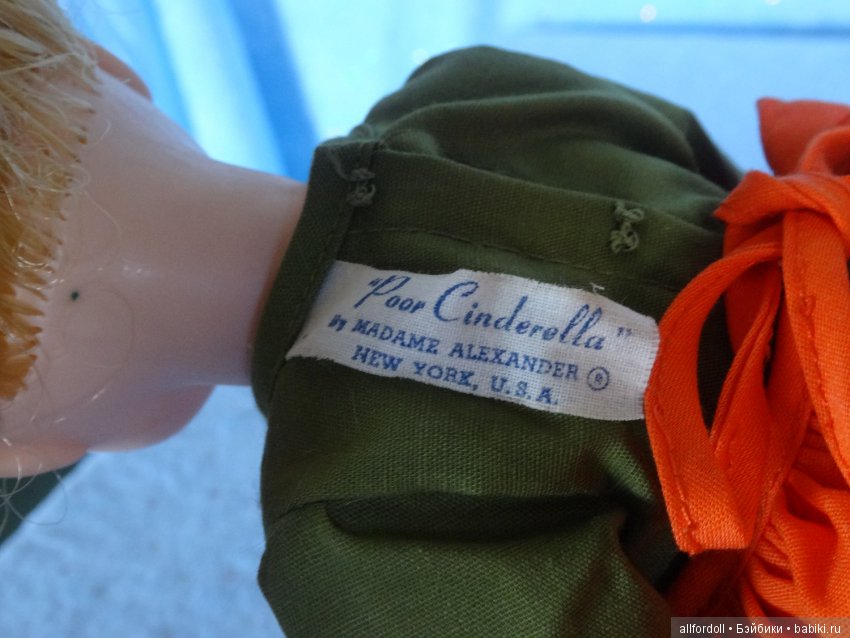 "Poor Cinderella"
By MADAME ALEXANDER ®
NEW YORK, U.S.A.
allfordoll • Бэйбики • babiki.ru